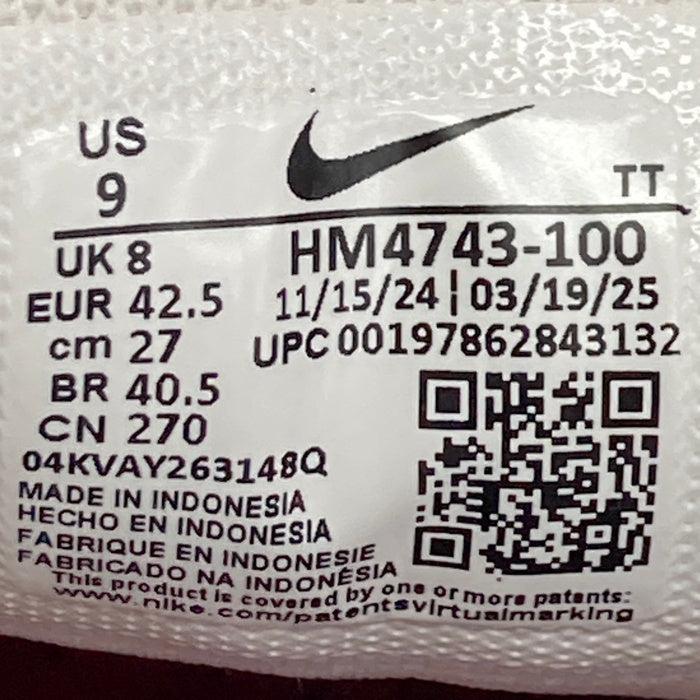 US
9
TT
UK 8
HM4743-100
EUR 42.5
11/15/24 | 03/19/25
cm 27
UPC 00197862843132
BR 40.5
CN 270
04KVAY263148Q
MADE IN INDONESIA
HECHO EN INDONESIA
FABRIQUE EN INDONESIE
FABRICADO NA INDONÉSIA
This product is covered by one or more patents:
www.nike.com/patentsvirtualmarking